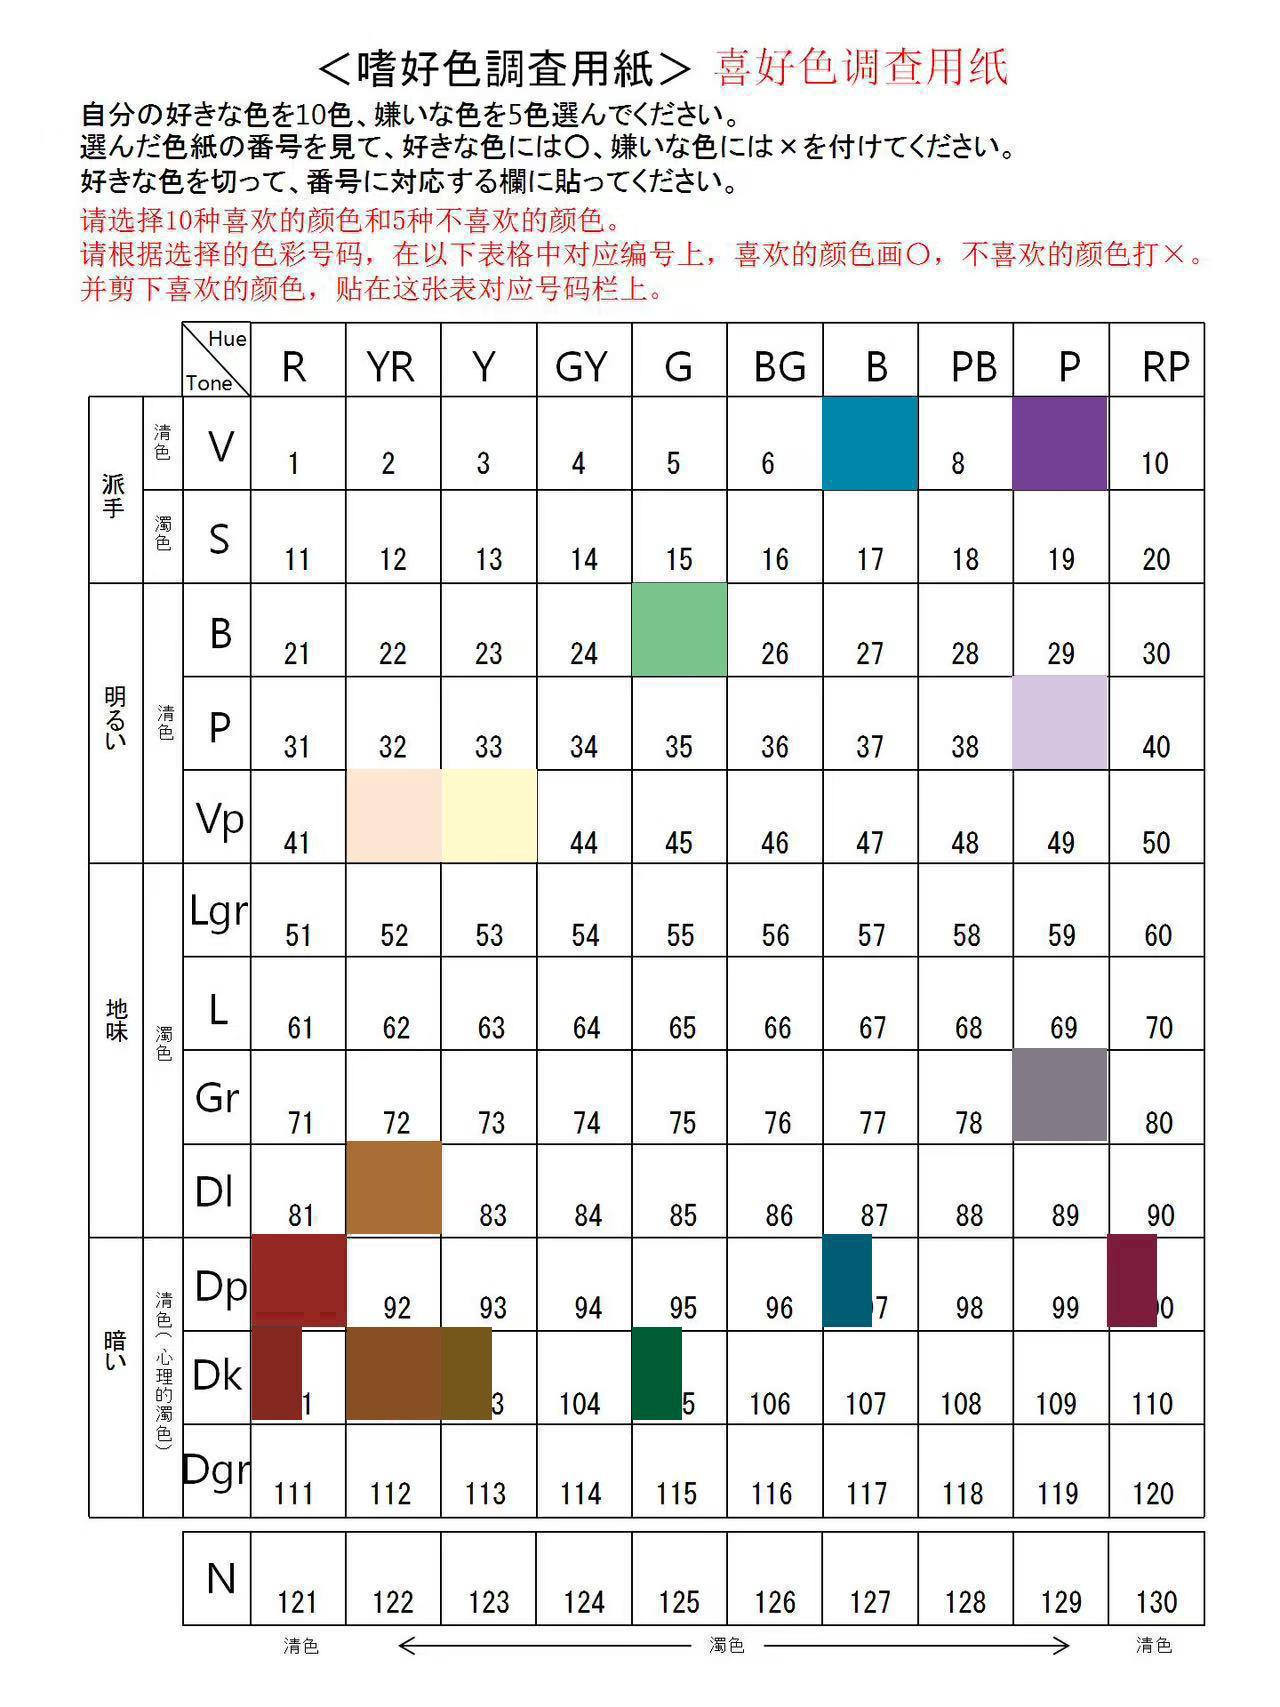 ＜嗜好色調査用紙＞ 喜好色调查用纸
自分の好きな色を10色、嫌いな色を5色選んでください。
選んだ色紙の番号を見て、好きな色には〇、嫌いな色には×を付けてください。
好きな色を切って、番号に対応する欄に貼ってください。
请选择10种喜欢的颜色和5种不喜欢的颜色。
请根据选择的色彩号码，在以下表格中对应编号上，喜欢的颜色画〇，不喜欢的颜色打×。
并剪下喜欢的颜色，贴在这张表对应号码栏上。
Hue
Tone
R YR Y GY G BG B PB P RP
派手
清色
V 1 2 3 4 5 6 8 10
濁色
S 11 12 13 14 15 16 17 18 19 20
明るい
清色
B 21 22 23 24 26 27 28 29 30
P 31 32 33 34 35 36 37 38 40
Vp 41 44 45 46 47 48 49 50
地味
濁色
Lgr 51 52 53 54 55 56 57 58 59 60
L 61 62 63 64 65 66 67 68 69 70
Gr 71 72 73 74 75 76 77 78 80
Dl 81 83 84 85 86 87 88 89 90
暗い
清色(心理的濁色)
Dp 92 93 94 95 96 7 98 99 0
Dk 1 3 104 5 106 107 108 109 110
Dgr 111 112 113 114 115 116 117 118 119 120
N 121 122 123 124 125 126 127 128 129 130
清色 濁色 清色